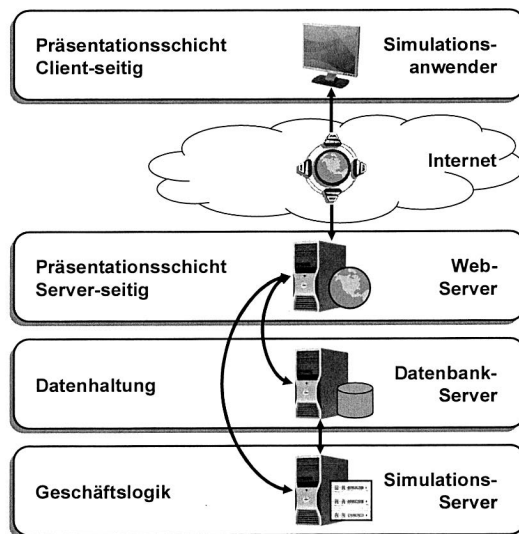 Präsentationsschicht
Client-seitig
Simulations-
anwender
Internet
Präsentationsschicht
Server-seitig
Web-
Server
Datenhaltung
Datenbank-
Server
Geschäftslogik
Simulations-
Server